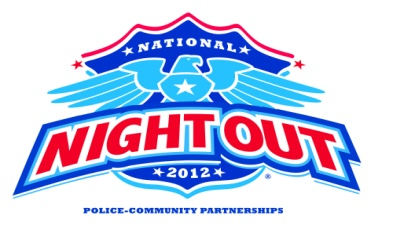 NATIONAL
NIGHT OUT
2012
®
POLICE-COMMUNITY PARTNERSHIPS